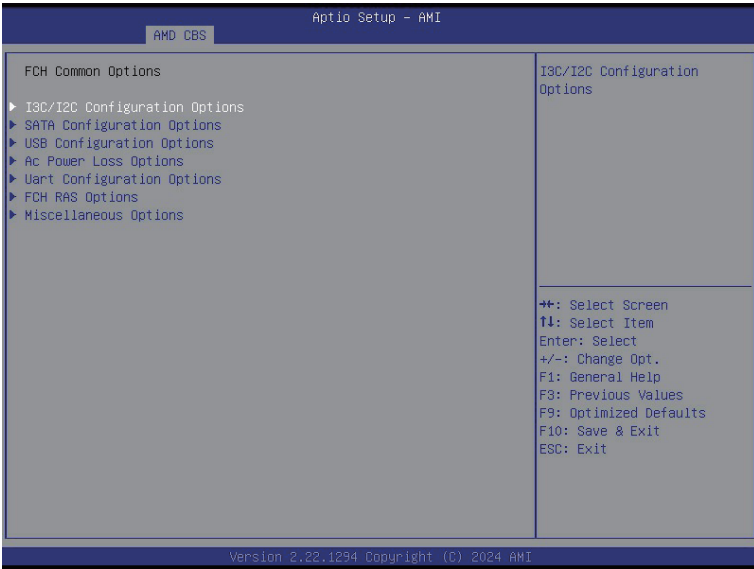 Aptio Setup – AMI
AMD CBS
FCH Common Options
I3C/I2C Configuration Options
SATA Configuration Options
USB Configuration Options
Ac Power Loss Options
Uart Configuration Options
FCH RAS Options
Miscellaneous Options
I3C/I2C Configuration
Options
→←: Select Screen
↑↓: Select Item
Enter: Select
+/-: Change Opt.
F1: General Help
F3: Previous Values
F9: Optimized Defaults
F10: Save & Exit
ESC: Exit
Version 2.22.1294 Copyright (C) 2024 AMI